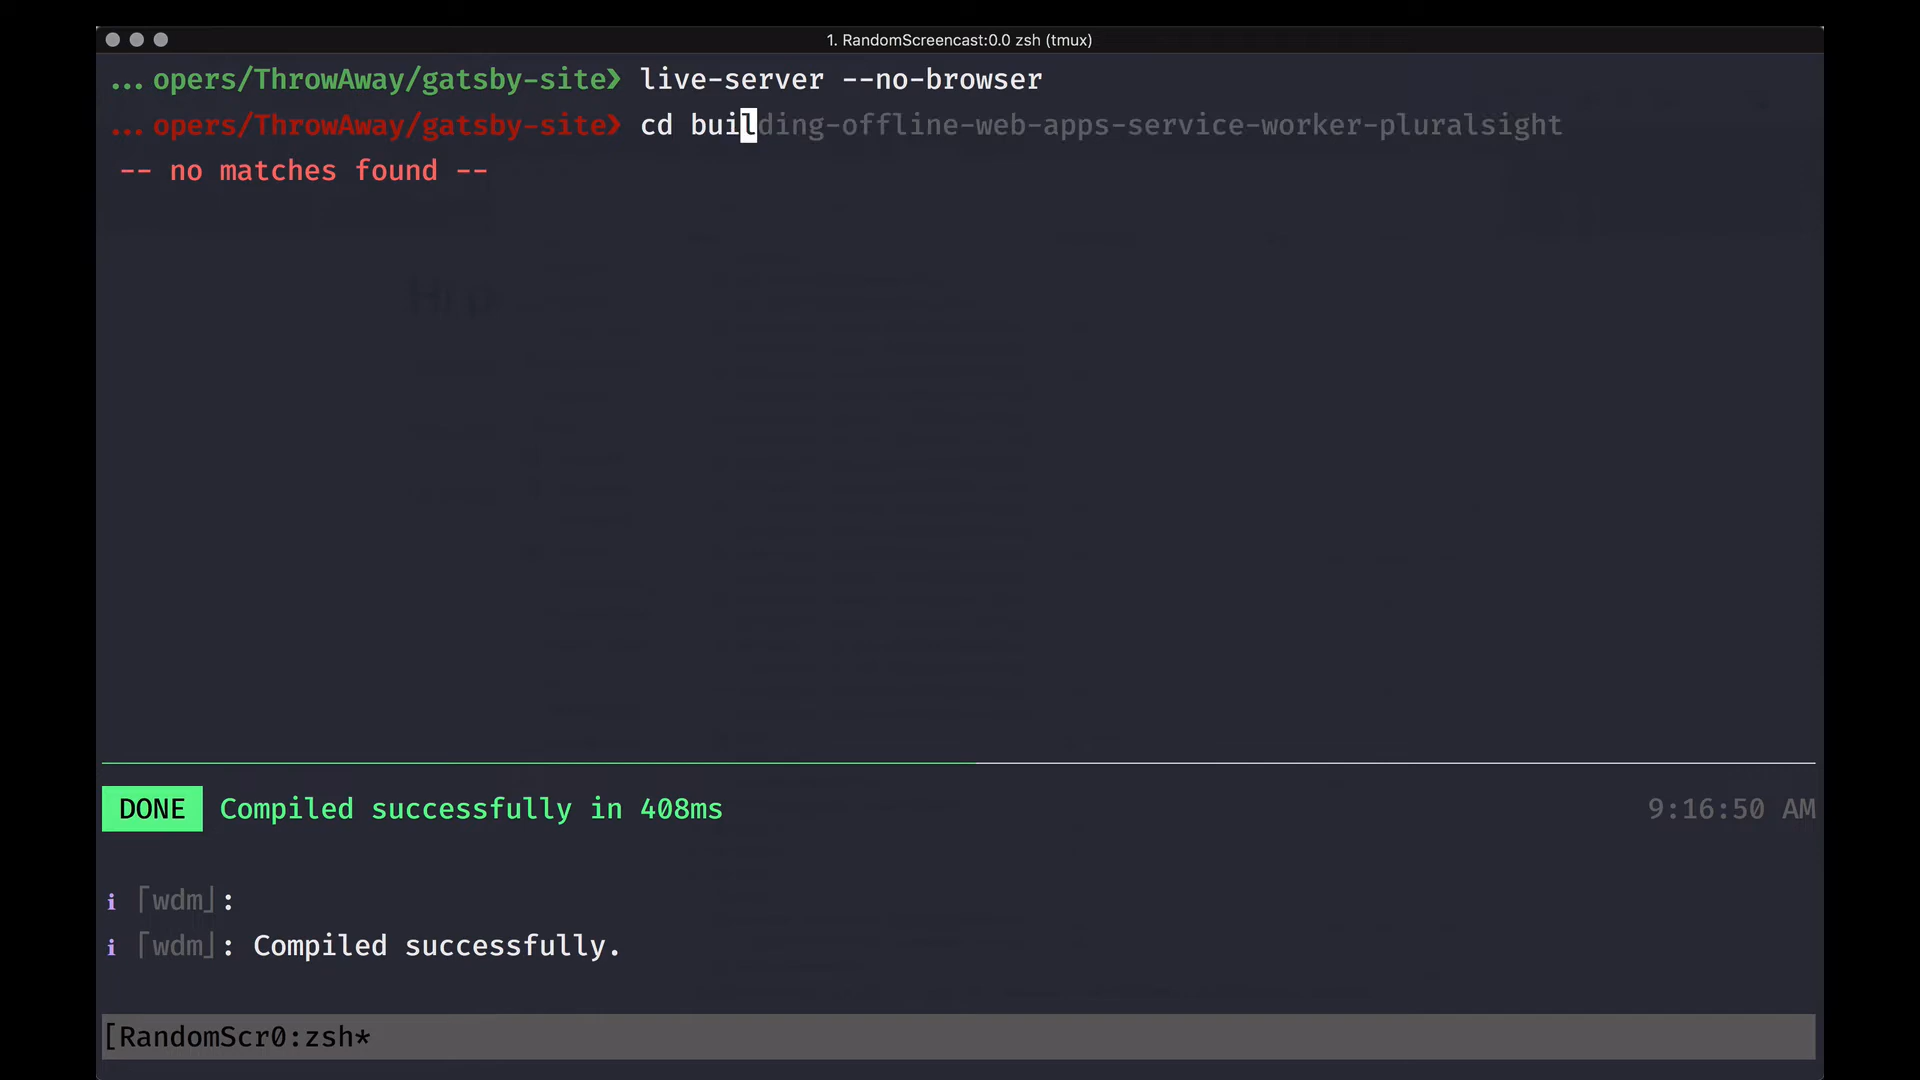 1. RandomScreencast:0.0 zsh (tmux)
... opers/ThrowAway/gatsby-site❯ live-server --no-browser
... opers/ThrowAway/gatsby-site❯ cd building-offline-web-apps-service-worker-pluralsight
-- no matches found --
DONE Compiled successfully in 408ms 9:16:50 AM
ℹ ⌈wdm⌋:
ℹ ⌈wdm⌋: Compiled successfully.
[RandomScr0:zsh*